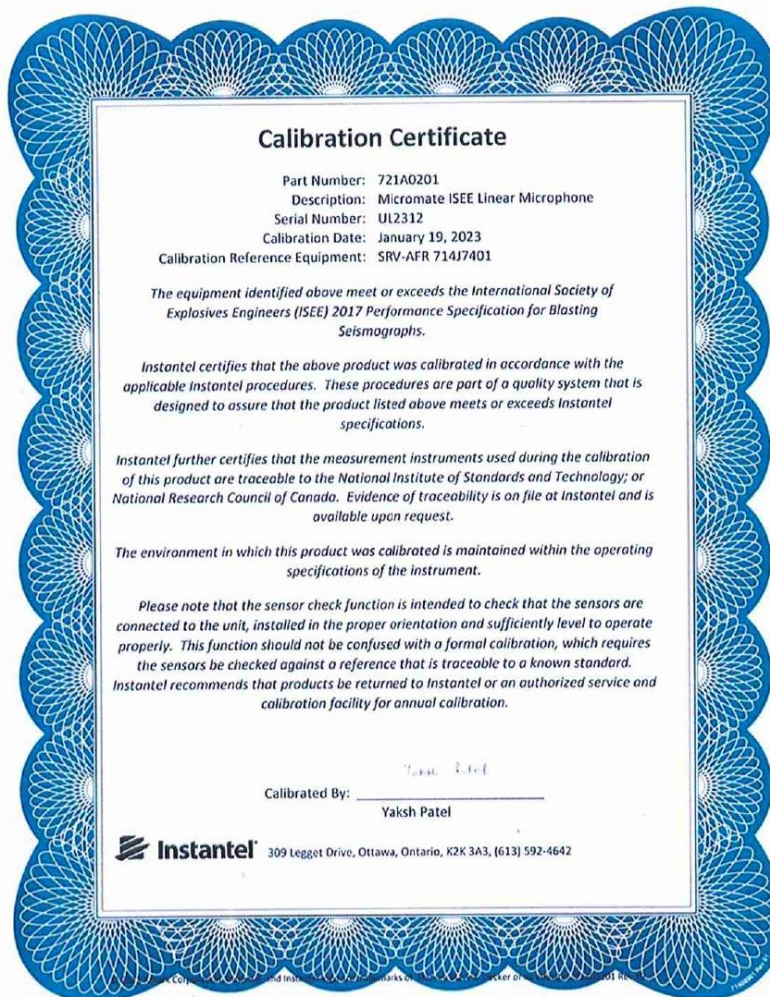 Calibration Certificate
Part Number: 721A0201
Description: Micromate ISEE Linear Microphone
Serial Number: UL2312
Calibration Date: January 19, 2023
Calibration Reference Equipment: SRV-AFR 714J7401
The equipment identified above meet or exceeds the International Society of
Explosives Engineers (ISEE) 2017 Performance Specification for Blasting
Seismographs.
Instantel certifies that the above product was calibrated in accordance with the
applicable Instantel procedures. These procedures are part of a quality system that is
designed to assure that the product listed above meets or exceeds Instantel
specifications.
Instantel further certifies that the measurement instruments used during the calibration
of this product are traceable to the National Institute of Standards and Technology; or
National Research Council of Canada. Evidence of traceability is on file at Instantel and is
available upon request.
The environment in which this product was calibrated is maintained within the operating
specifications of the instrument.
Please note that the sensor check function is intended to check that the sensors are
connected to the unit, installed in the proper orientation and sufficiently level to operate
properly. This function should not be confused with a formal calibration, which requires
the sensors be checked against a reference that is traceable to a known standard.
Instantel recommends that products be returned to Instantel or an authorized service and
calibration facility for annual calibration.
Calibrated By:
Yaksh Patel
Instantel 309 Legget Drive, Ottawa, Ontario, K2K 3A3, (613) 592-4642